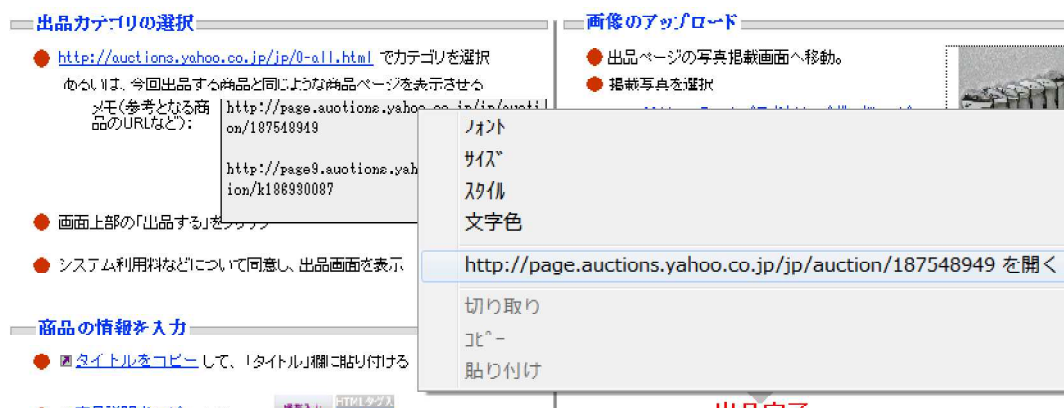 出品カテゴリの選択
http://auctions.yahoo.co.jp/jp/0-all.html でカテゴリを選択
あるいは、今回出品する商品と同じような商品ページを表示させる
メモ(参考となる商
品のURLなど):
http://page.auctions.yahoo.co.jp/jp/aucti
on/187548949
http://page9.auctions.yah
ion/k186930087
画面上部の「出品する」を
システム利用料などについて同意し、出品画面を表示
商品の情報を入力
タイトルをコピー して、「タイトル」欄に貼り付ける
画像のアップロード
出品ページの写真掲載画面へ移動。
掲載写真を選択
フォント
サイズ
スタイル
文字色
http://page.auctions.yahoo.co.jp/jp/auction/187548949 を開く
切り取り
コピー
貼り付け